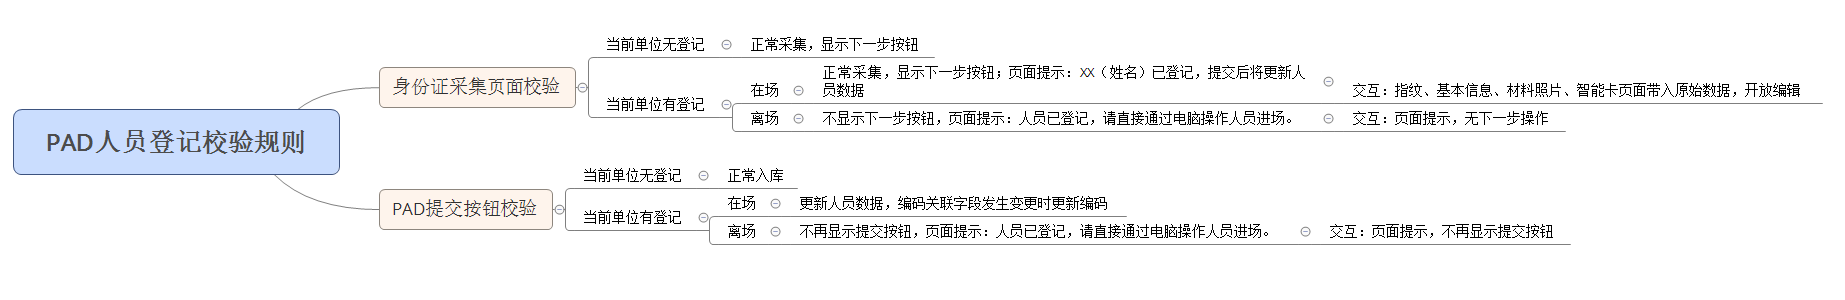 PAD人员登记校验规则
身份证采集页面校验
当前单位无登记
正常采集，显示下一步按钮
当前单位有登记
在场
正常采集，显示下一步按钮；页面提示：XX（姓名）已登记，提交后将更新人
员数据
交互：指纹、基本信息、材料照片、智能卡页面带入原始数据，开放编辑
离场
不显示下一步按钮，页面提示：人员已登记，请直接通过电脑操作人员进场。
交互：页面提示，无下一步操作
PAD提交按钮校验
当前单位无登记
正常入库
当前单位有登记
在场
更新人员数据，编码关联字段发生变更时更新编码
离场
不再显示提交按钮，页面提示：人员已登记，请直接通过电脑操作人员进场。
交互：页面提示，不再显示提交按钮